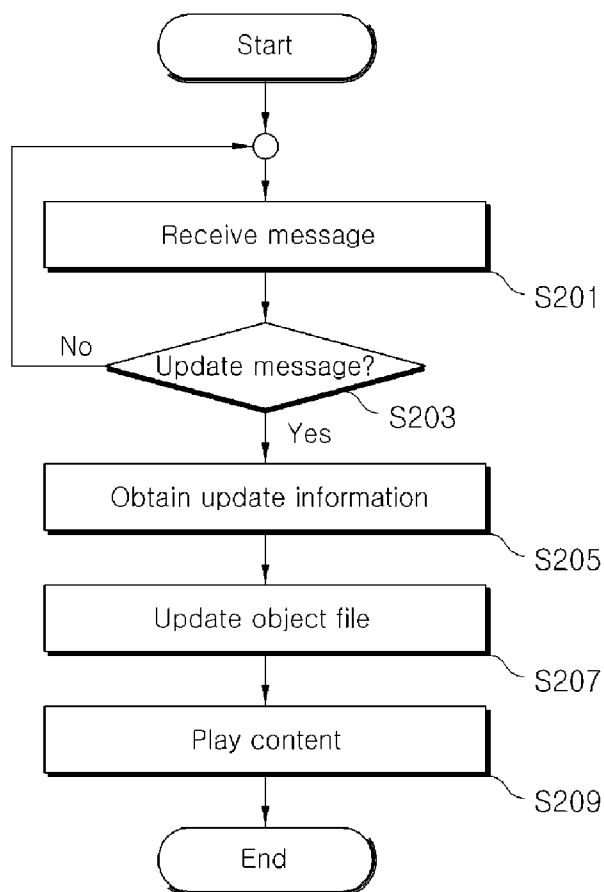 Start
Receive message
S201
No
Update message?
S203
Yes
Obtain update information
S205
Update object file
S207
Play content
S209
End